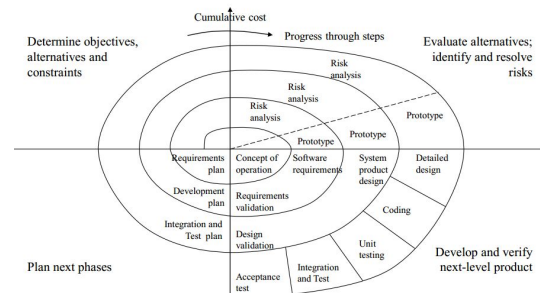 Cumulative cost
Progress through steps
Determine objectives,
alternatives and
constraints
Evaluate alternatives;
identify and resolve
risks
Risk
analysis
Risk
analysis
Risk
analysis
Prototype
Prototype
Prototype
Requirements
plan
Concept of
operation
Software
requirements
System
product
design
Detailed
design
Development
plan
Requirements
validation
Coding
Integration and
Test plan
Design
validation
Unit
testing
Plan next phases
Develop and verify
next-level product
Acceptance
test
Integration
and Test